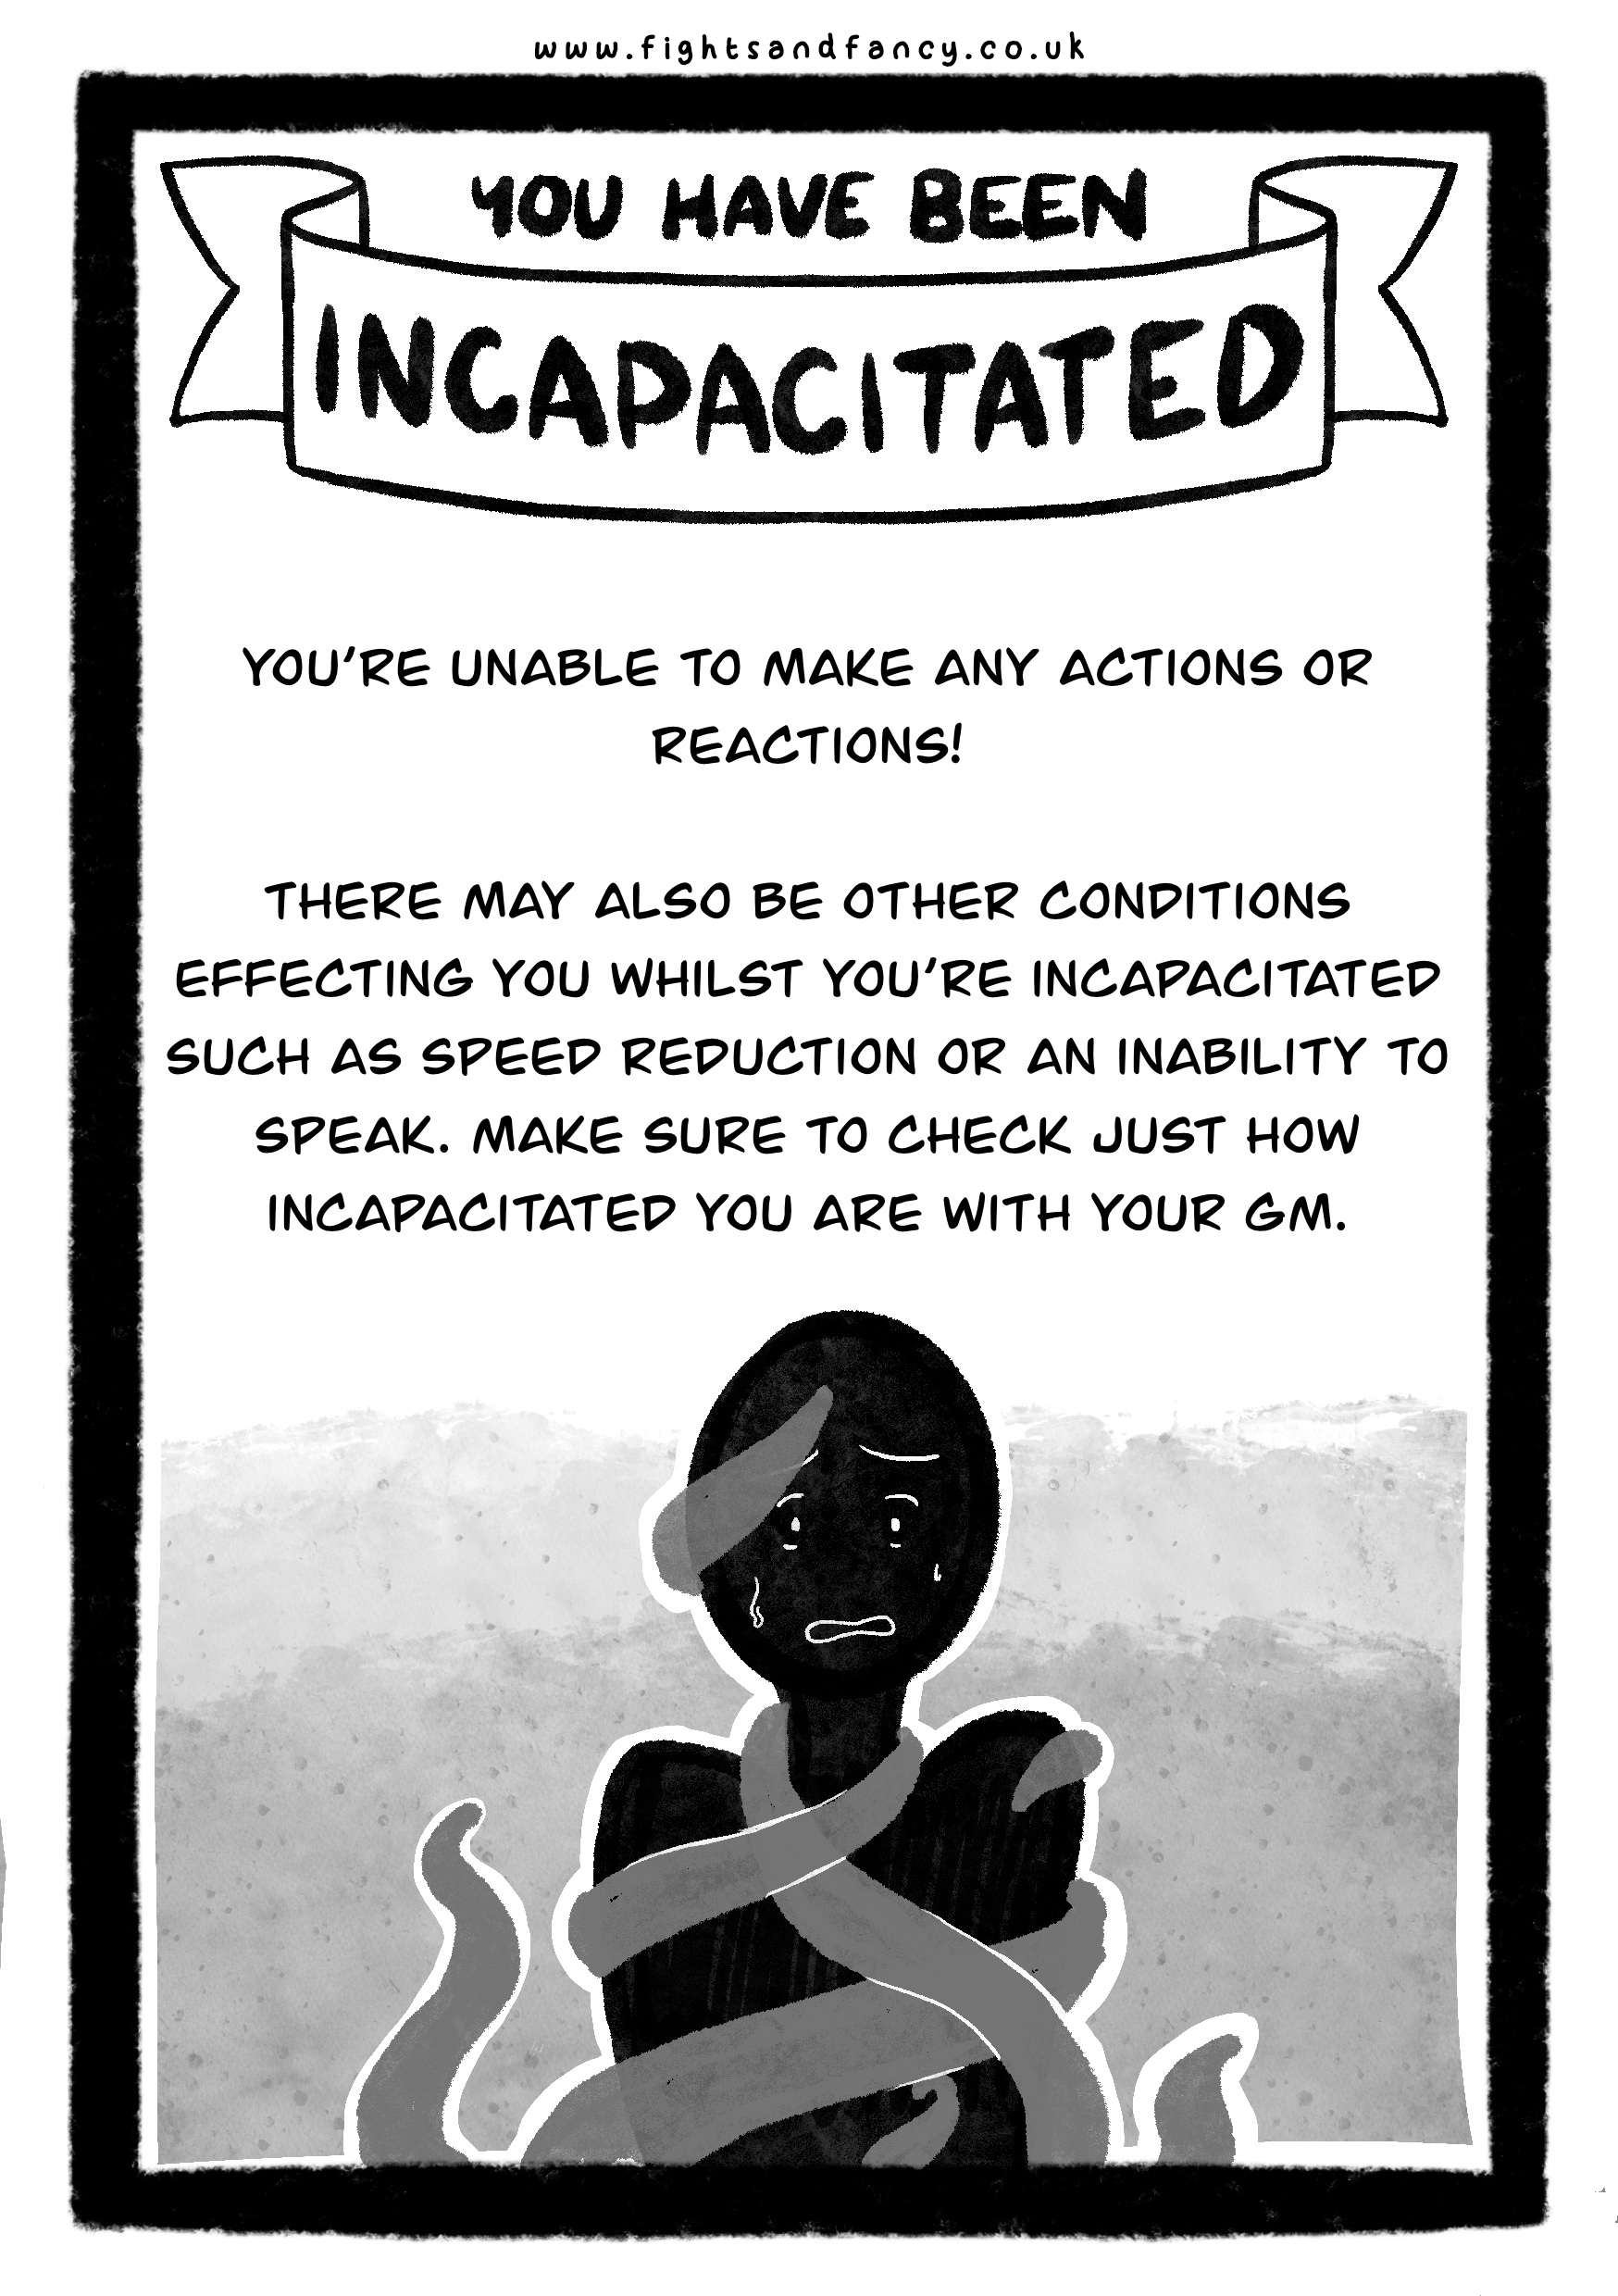 www.fightsandfancy.co.uk
YOU HAVE BEEN
INCAPACITATED
YOU'RE UNABLE TO MAKE ANY ACTIONS OR
REACTIONS!
THERE MAY ALSO BE OTHER CONDITIONS
EFFECTING YOU WHILST YOU'RE INCAPACITATED
SUCH AS SPEED REDUCTION OR AN INABILITY TO
SPEAK. MAKE SURE TO CHECK JUST HOW
INCAPACITATED YOU ARE WITH YOUR GM.